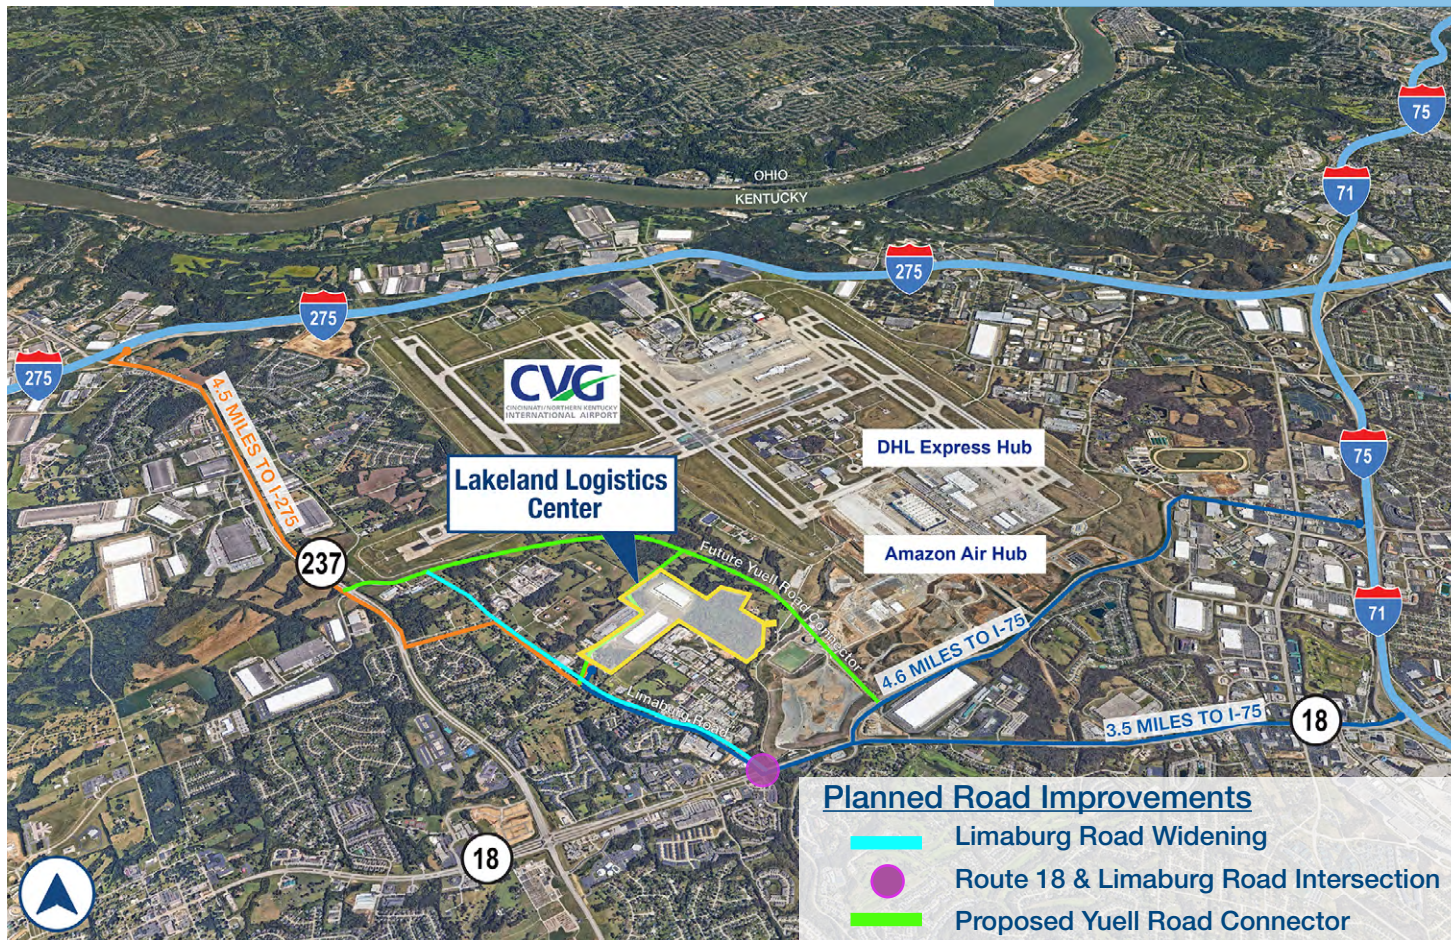 75
OHIO
KENTUCKY
71
275
275
275
CVG
CINCINNATI/NORTHERN KENTUCKY
INTERNATIONAL AIRPORT
4.5 MILES TO I-275
DHL Express Hub
75
Lakeland Logistics
Center
Amazon Air Hub
237
Future Yuell Road Connector
71
4.6 MILES TO I-75
Limaburg Road
3.5 MILES TO I-75
18
18
Planned Road Improvements
Limaburg Road Widening
Route 18 & Limaburg Road Intersection
Proposed Yuell Road Connector